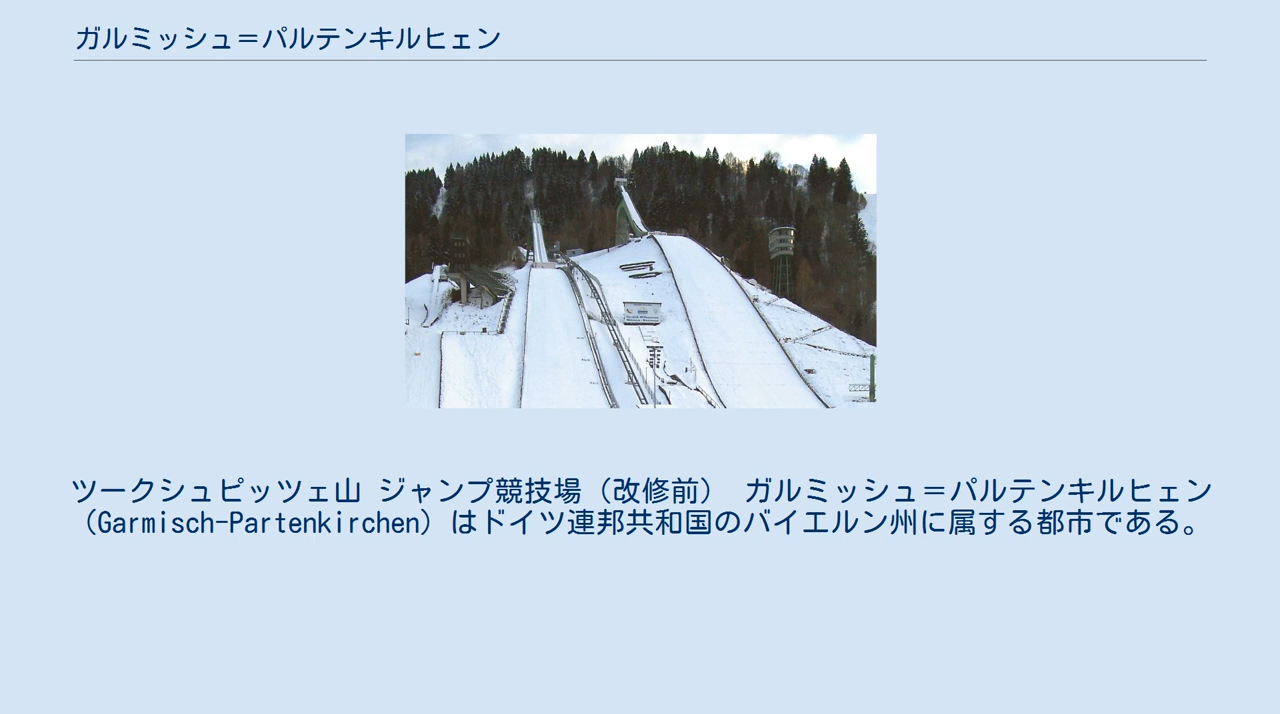 ガルミッシュ＝パルテンキルヒェン
ツークシュピッツェ山 ジャンプ競技場（改修前） ガルミッシュ＝パルテンキルヒェン
（Garmisch-Partenkirchen）はドイツ連邦共和国のバイエルン州に属する都市である。